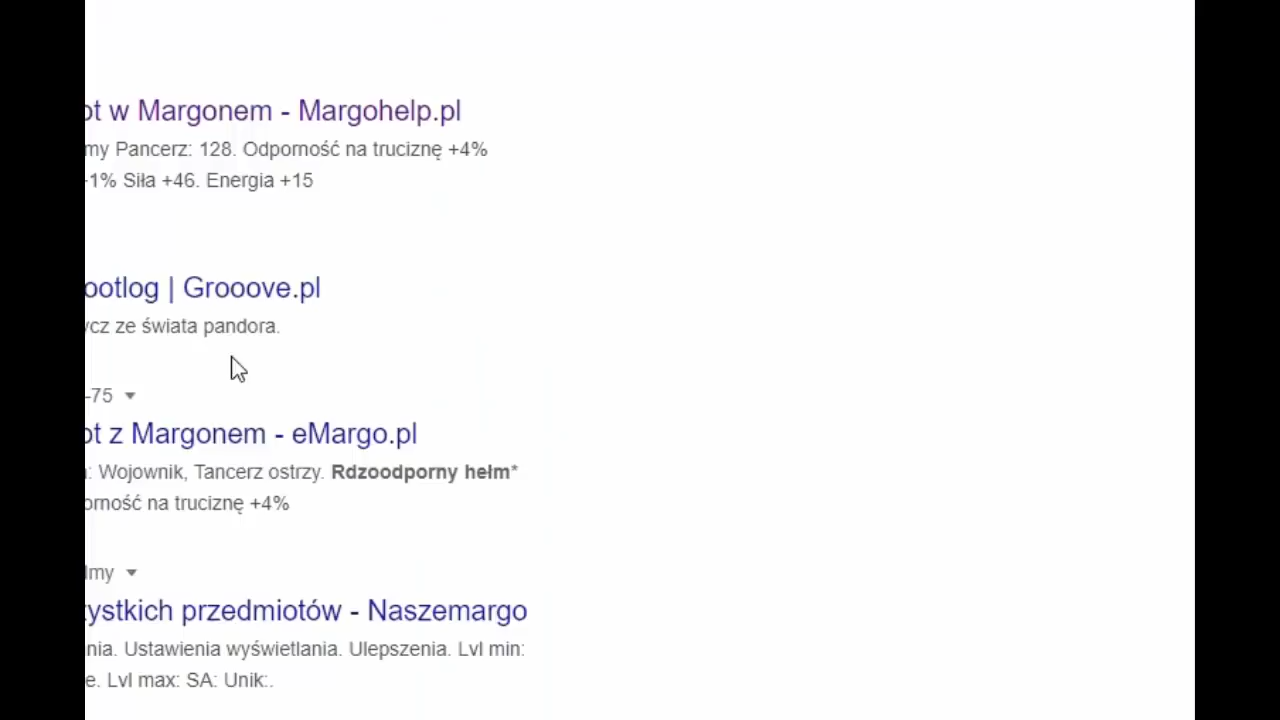 ot w Margonem - Margohelp.pl
my Pancerz: 128. Odporność na truciznę +4%
-1% Siła +46. Energia +15
ootlog | Grooove.pl
ycz ze świata pandora.
-75
ot z Margonem - eMargo.pl
: Wojownik, Tancerz ostrzy. Rdzoodporny hełm*
orność na truciznę +4%
lmy
zystkich przedmiotów - Naszemargo
nia. Ustawienia wyświetlania. Ulepszenia. Lvl min:
e. Lvl max: SA: Unik:.